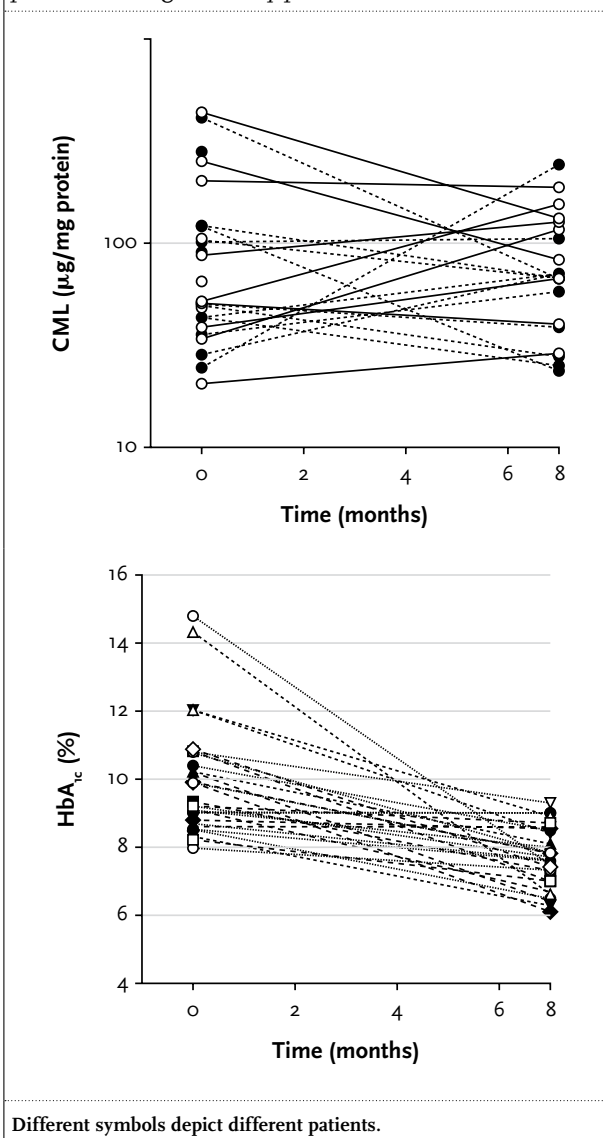 CML (µg/mg protein)
100
10
0 2 4 6 8
Time (months)
HbA1c (%)
16
14
12
10
8
6
4
0 2 4 6 8
Time (months)
Different symbols depict different patients.